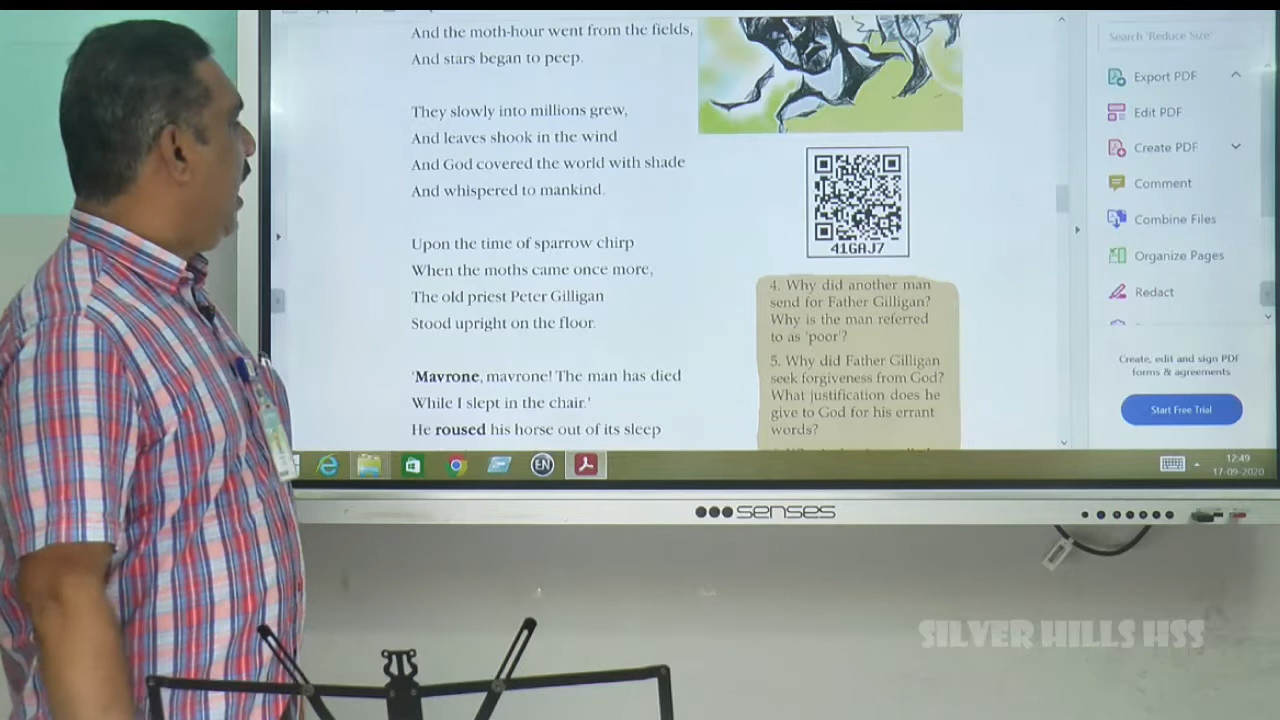 And the moth-hour went from the fields,
And stars began to peep.
They slowly into millions grew,
And leaves shook in the wind
And God covered the world with shade
And whispered to mankind.
Upon the time of sparrow chirp
When the moths came once more,
The old priest Peter Gilligan
Stood upright on the floor.
'Mavrone, mavrone! The man has died
While I slept in the chair.'
He roused his horse out of its sleep
41GAJ7
4. Why did another man
send for Father Gilligan?
Why is the man referred
to as 'poor'?
5. Why did Father Gilligan
seek forgiveness from God?
What justification does he
give to God for his errant
words?
Search 'Reduce Size'
Export PDF
Edit PDF
Create PDF
Comment
Combine Files
Organize Pages
Redact
Create, edit and sign PDF
forms & agreements
Start Free Trial
EN
12:49
17-09-2020
senses
SILVER HILLS HSS